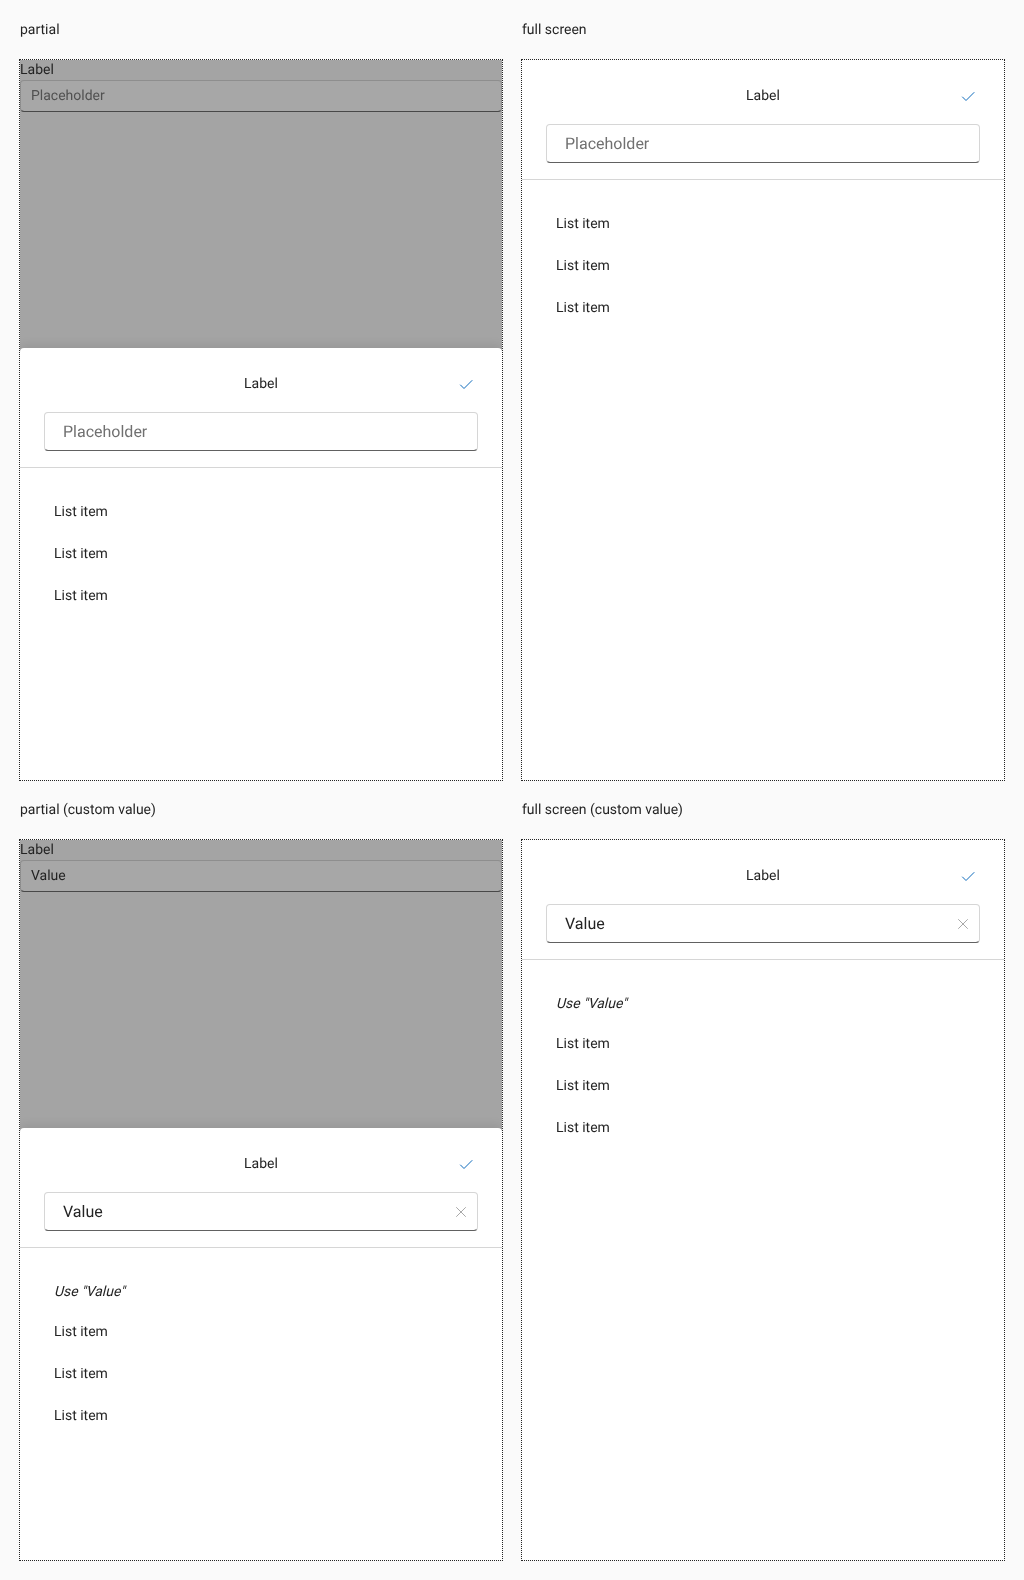 partial
Label
Placeholder
Label
Placeholder
List item
List item
List item
full screen
Label
Placeholder
List item
List item
List item
partial (custom value)
Label
Value
Label
Value
Use "Value"
List item
List item
List item
full screen (custom value)
Label
Value
Use "Value"
List item
List item
List item